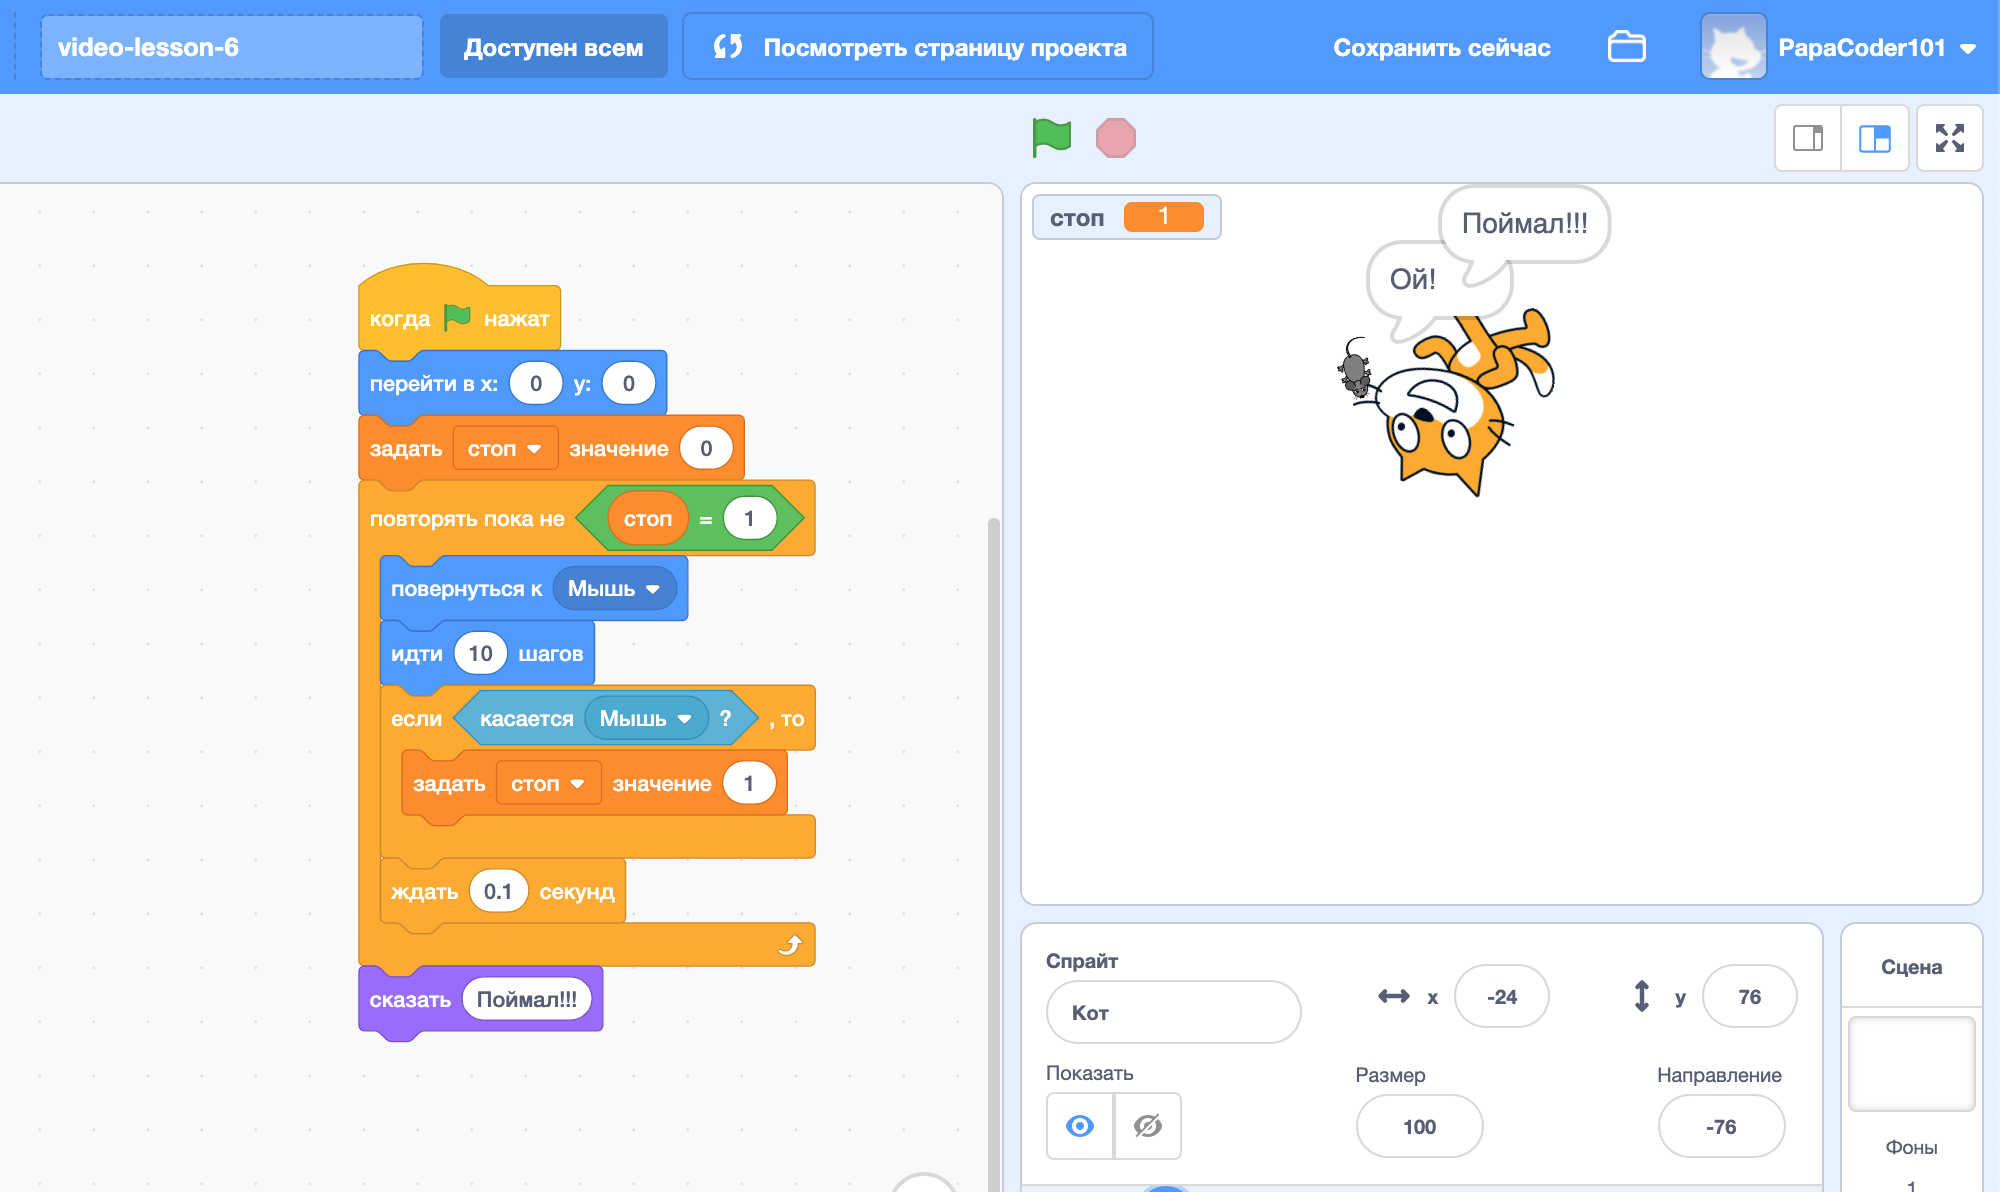 video-lesson-6
Доступен всем
Посмотреть страницу проекта
Сохранить сейчас
PapaCoder101
когда нажат
перейти в x: 0 y: 0
задать стоп значение 0
повторять пока не стоп = 1
повернуться к Мышь
идти 10 шагов
если касается Мышь ? , то
задать стоп значение 1
ждать 0.1 секунд
сказать Поймал!!!
стоп 1
Поймал!!!
Ой!
Спрайт
Кот
x -24
y 76
Показать
Размер
100
Направление
-76
Сцена
Фоны
1